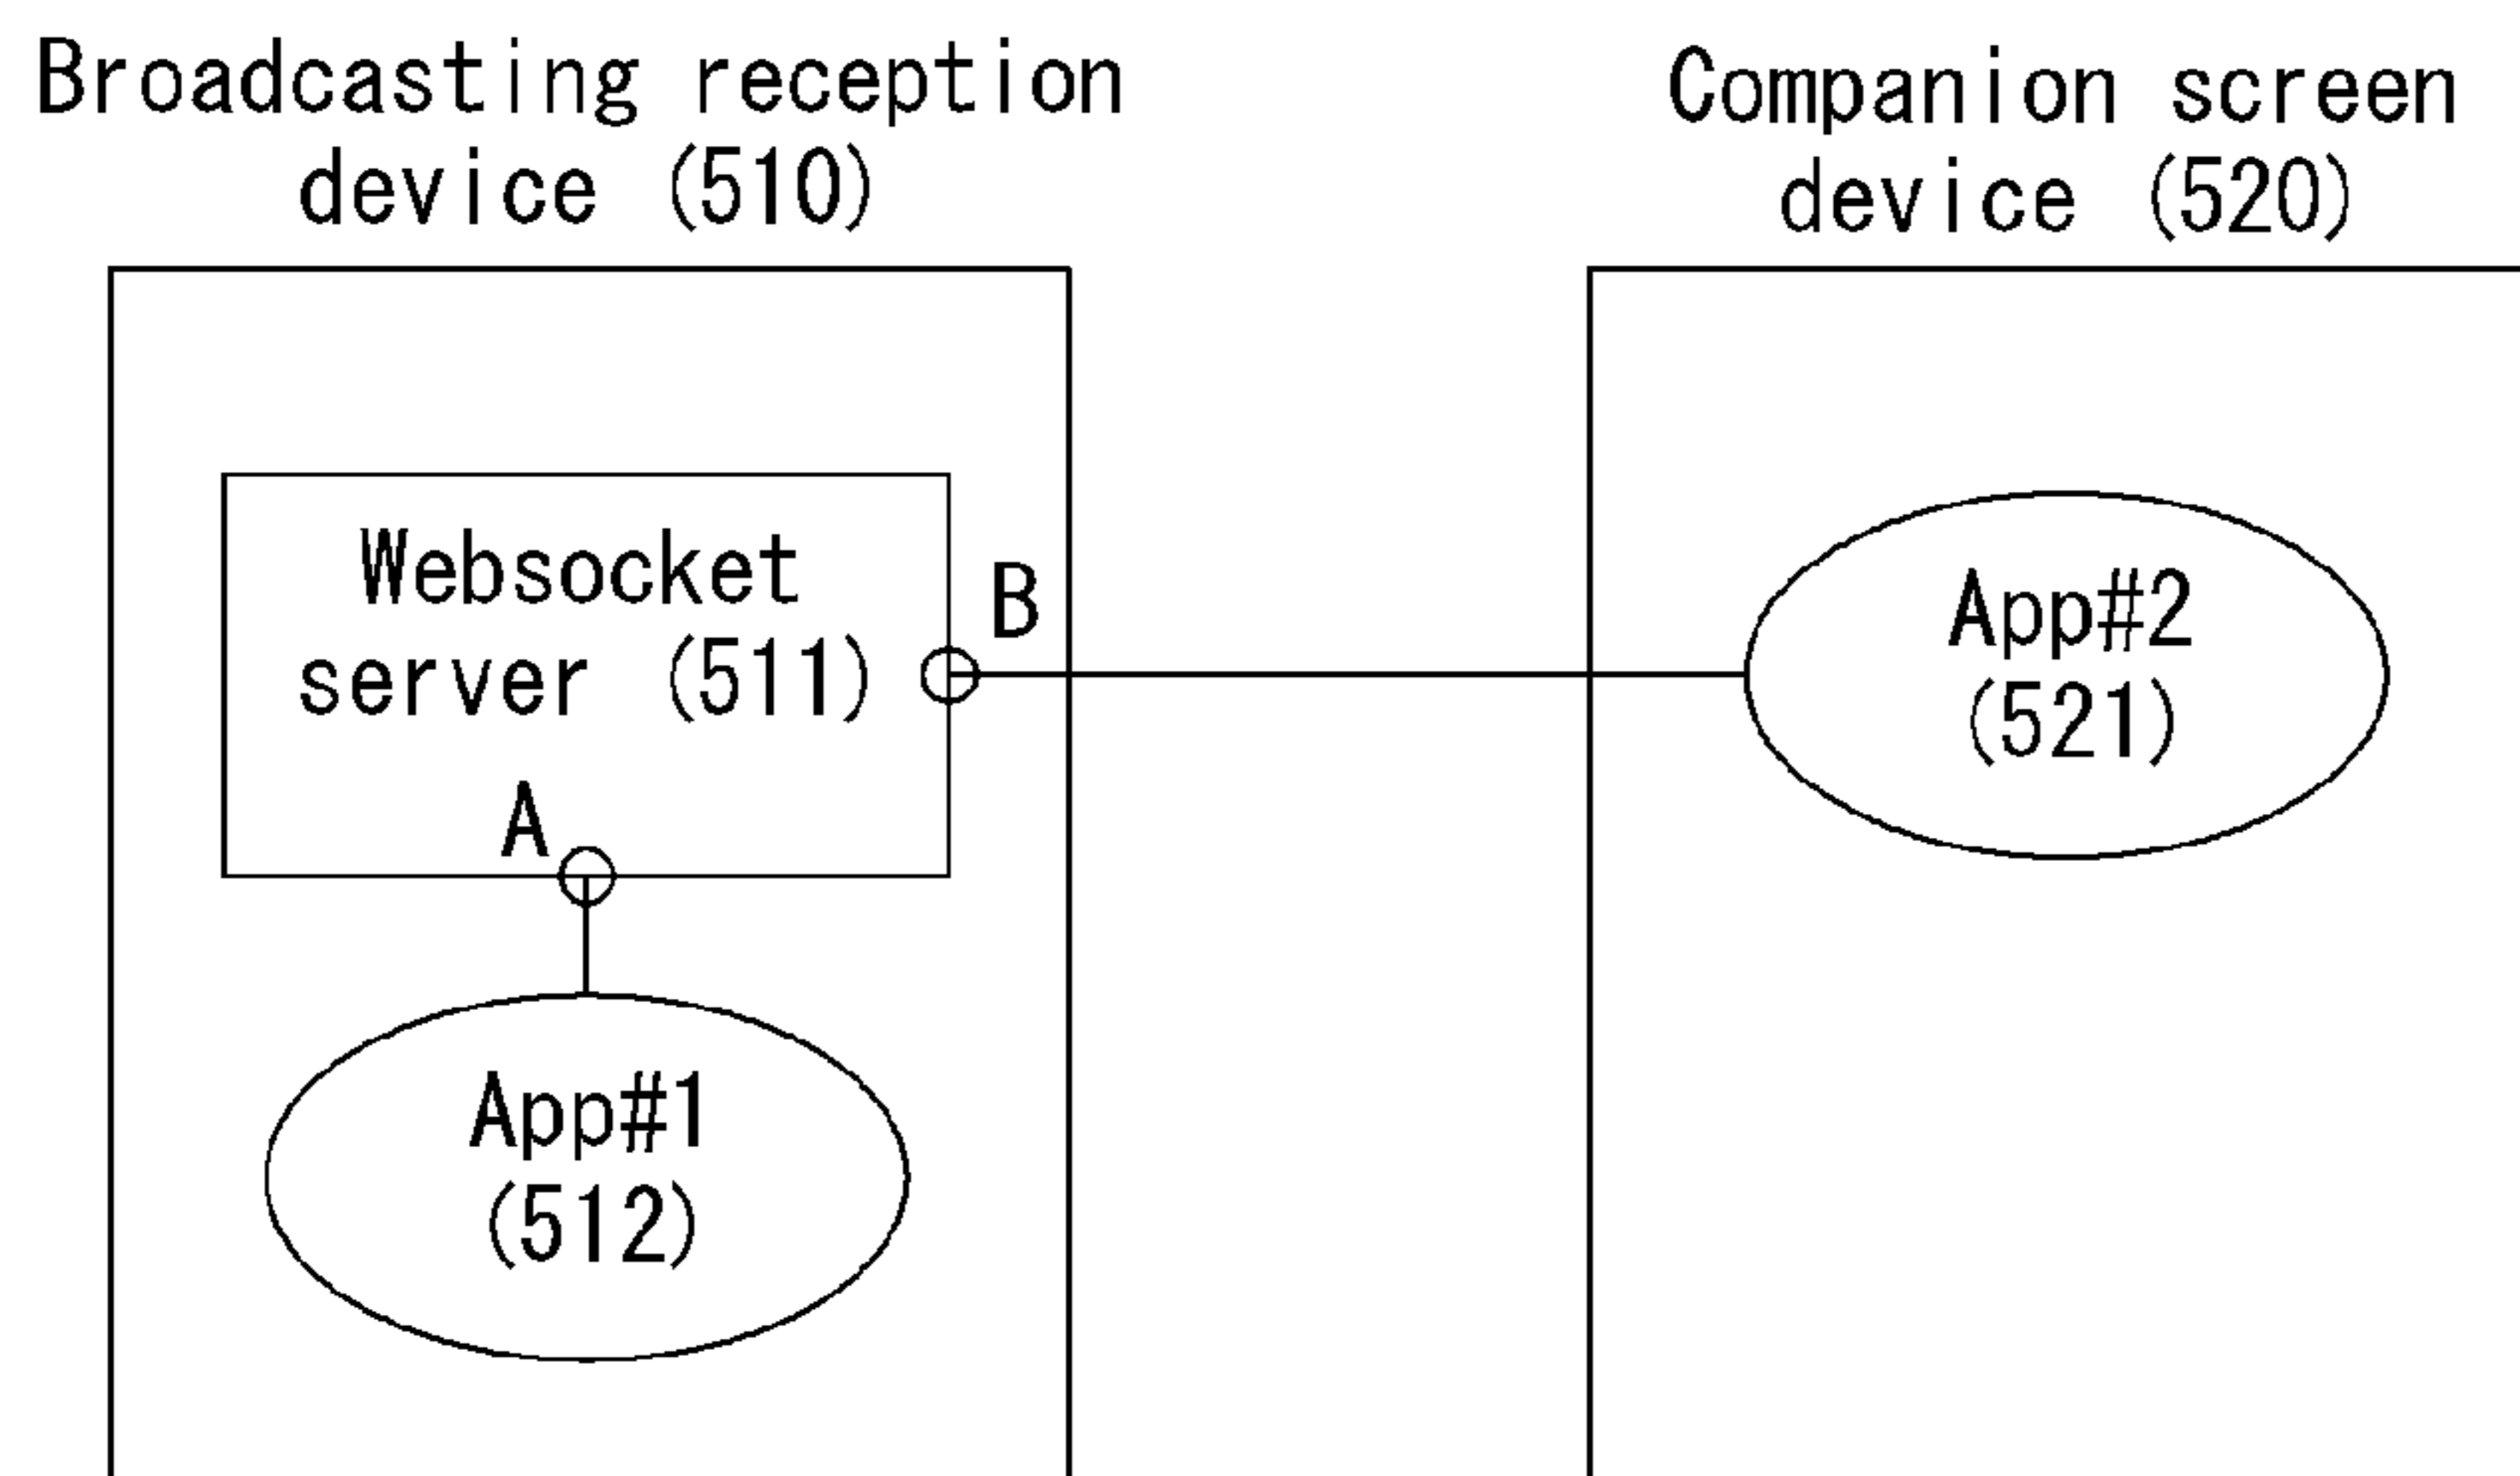 Broadcasting reception
device (510)
Companion screen
device (520)
Websocket
server (511)
B
A
App#2
(521)
App#1
(512)